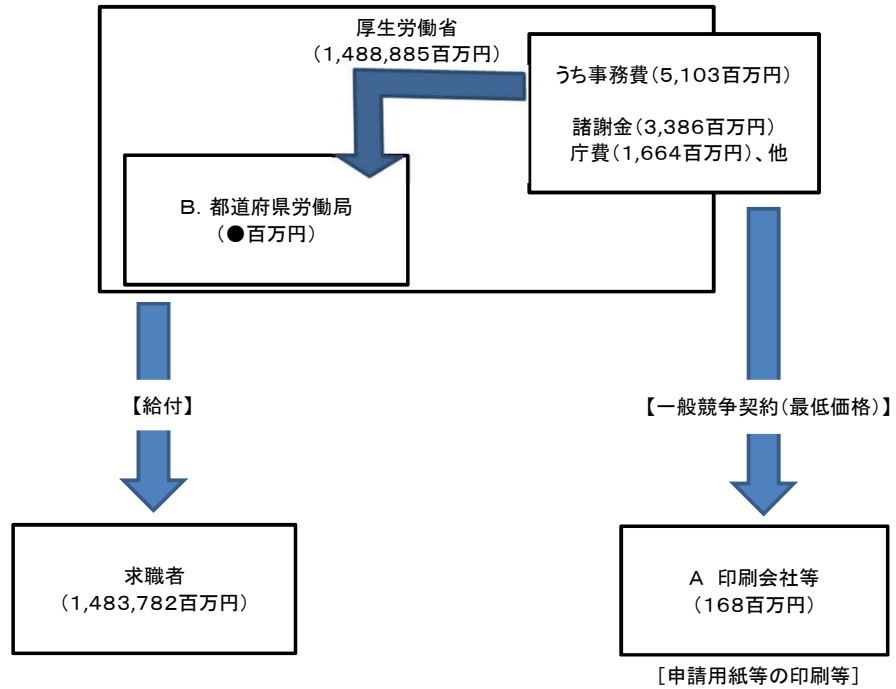 厚生労働省
（1,488,885百万円）
うち事務費（5,103百万円）
諸謝金（3,386百万円）
庁費（1,664百万円）、他
B．都道府県労働局
（●百万円）
【給付】
【一般競争契約（最低価格）】
求職者
（1,483,782百万円）
A　印刷会社等
（168百万円）
［申請用紙等の印刷等］